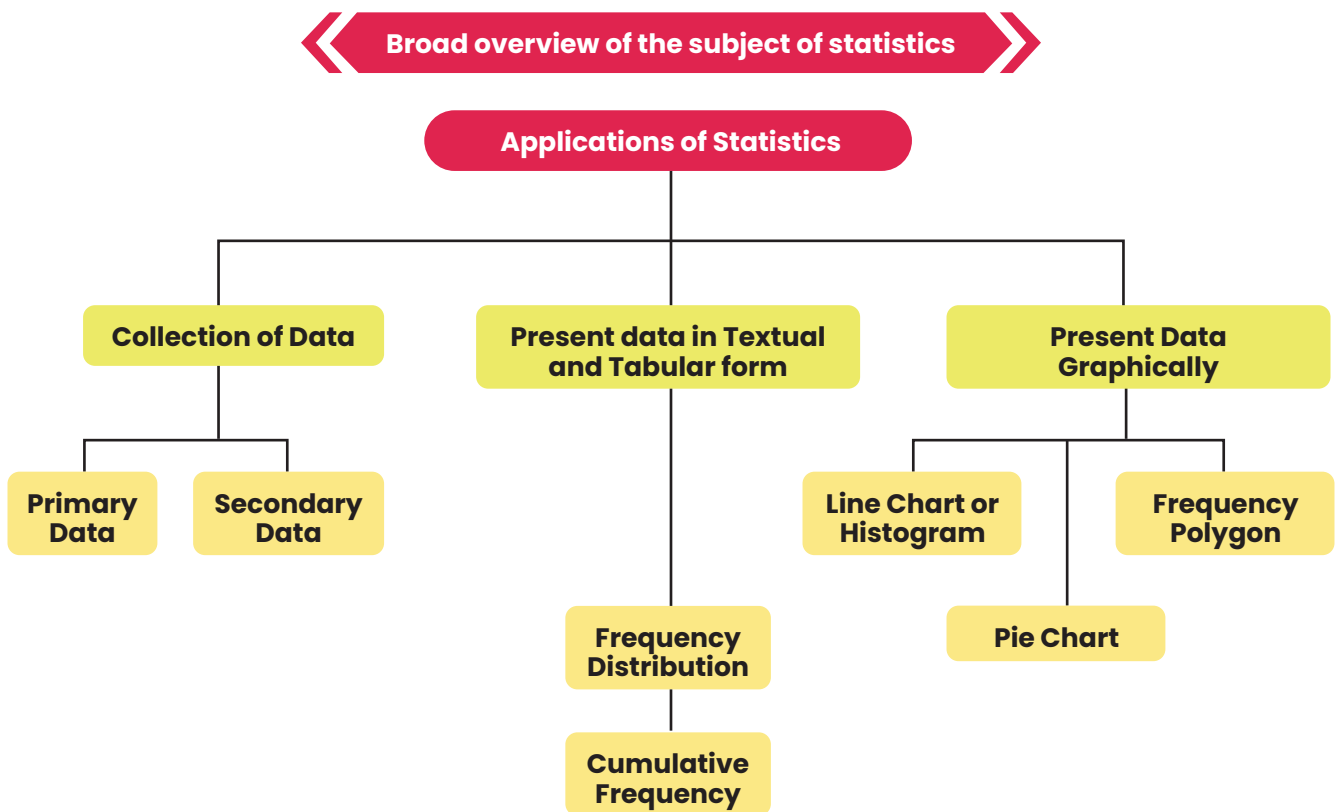 Broad overview of the subject of statistics
Applications of Statistics
Collection of Data
Present data in Textual
and Tabular form
Present Data
Graphically
Primary
Data
Secondary
Data
Line Chart or
Histogram
Frequency
Polygon
Frequency
Distribution
Pie Chart
Cumulative
Frequency